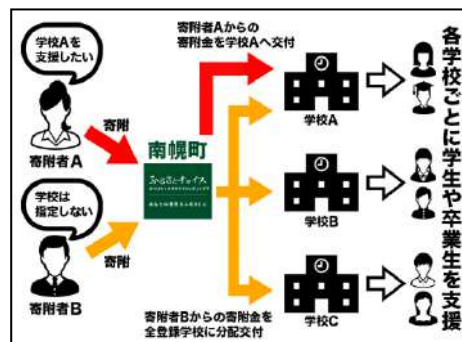 学校Aを
支援したい
寄附者A
寄附
学校は
指定しない
寄附者B
寄附
南幌町
ふるさとチョイス
寄附者Aからの
寄附金を学校Aへ交付
寄附者Bからの寄附金を
全登録学校に分配交付
学校A
学校B
学校C
各学校ごとに学生や卒業生を支援